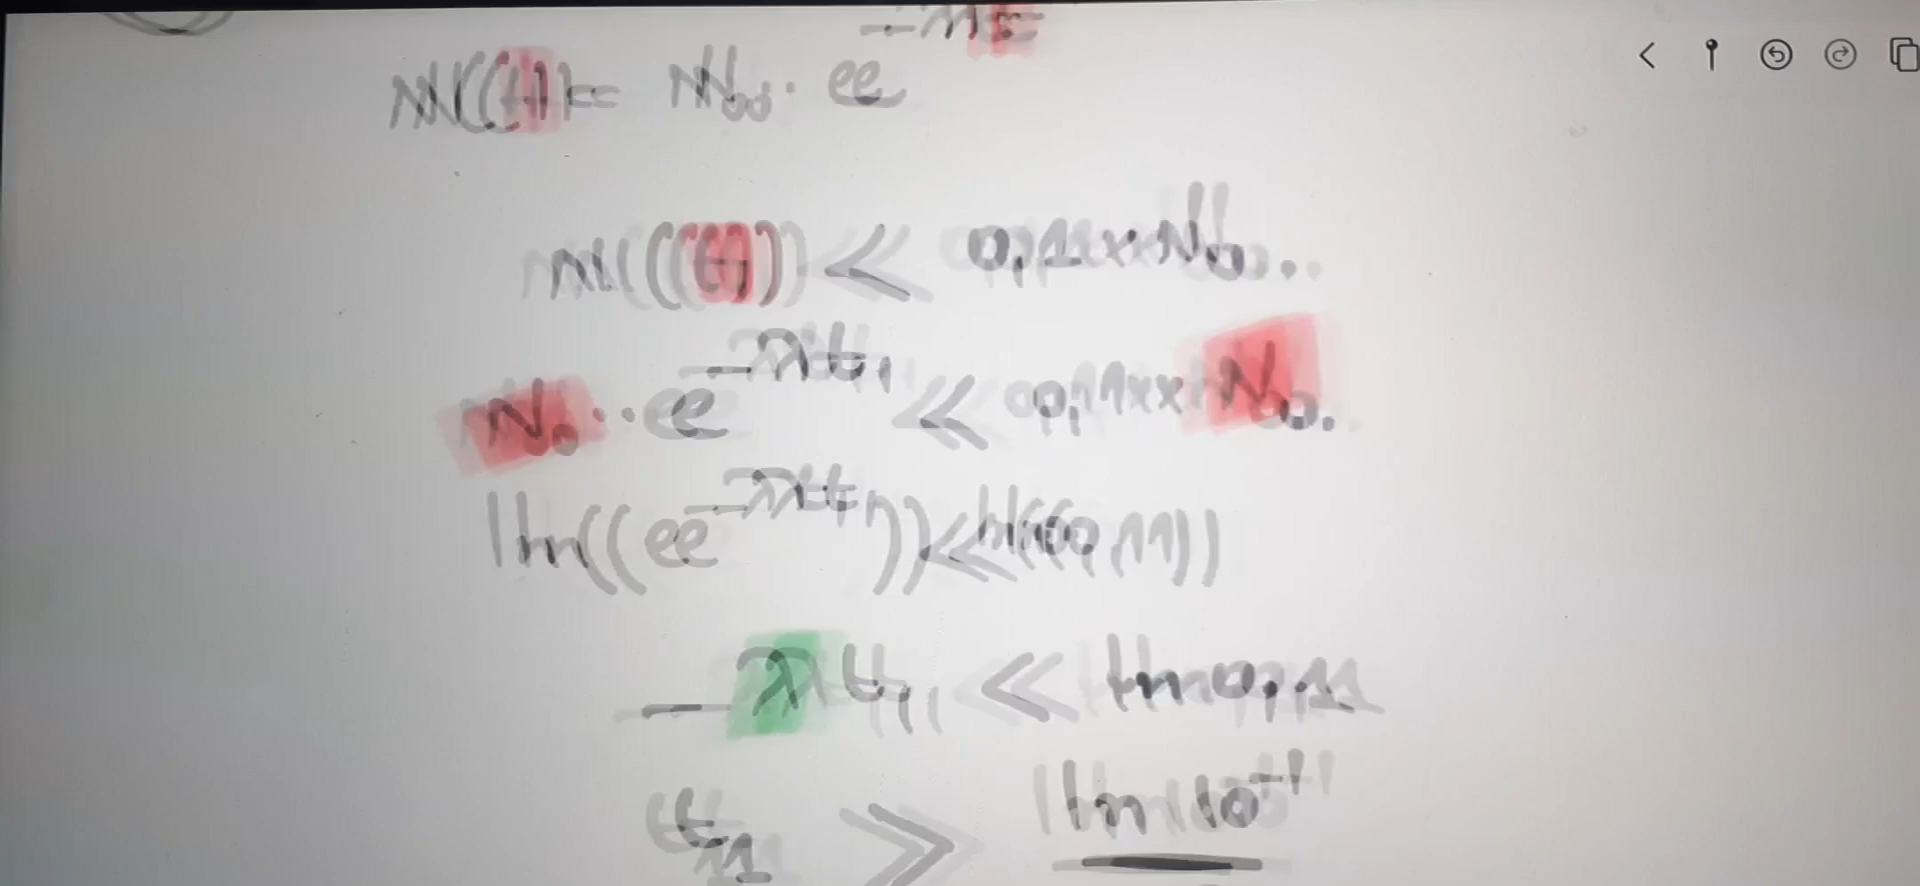 N(t) = N₀ · e^{-λt}
N(t₁) < 0,1 × N₀.
N₀ · e^{-λt₁} < 0,1 × N₀.
ln(e^{-λt₁}) < ln(0,1)
-λt₁ < ln 0,1
t₁ > ln 10⁻¹